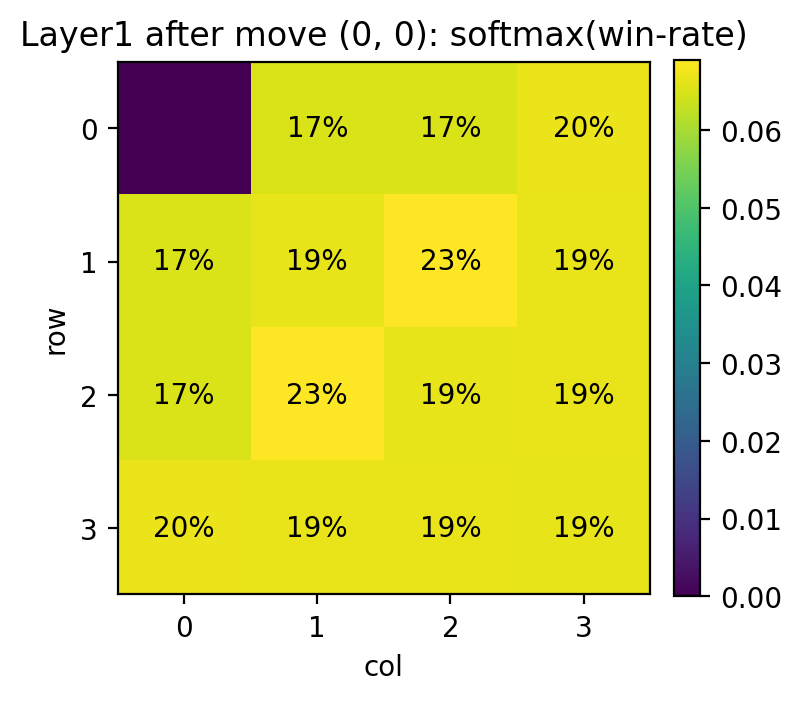 Layer1 after move (0, 0): softmax(win-rate)
0 17% 17% 20%
1 17% 19% 23% 19%
2 17% 23% 19% 19%
3 20% 19% 19% 19%
0 1 2 3
col
row
0.06
0.05
0.04
0.03
0.02
0.01
0.00